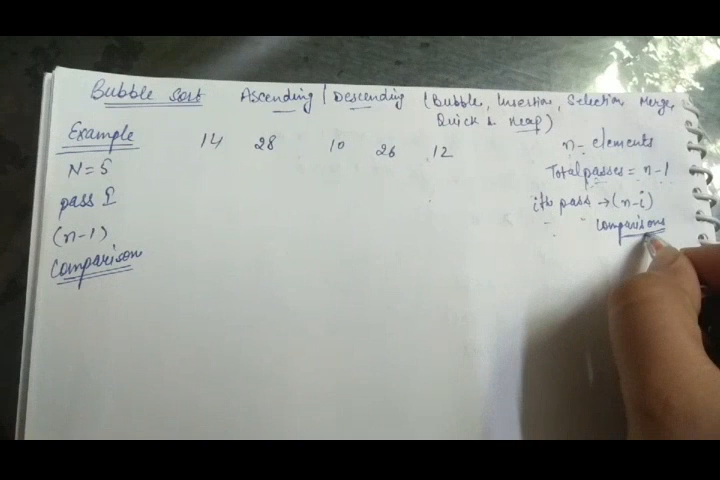 Bubble Sort Ascending / Descending (Bubble, Insertion, Selection Merge,
Quick & Heap)
Example 14 28 10 26 12
N=5
pass 1
(n-1)
Comparison
n- elements
Total passes = n-1
ith pass → (n-i)
Comparisons